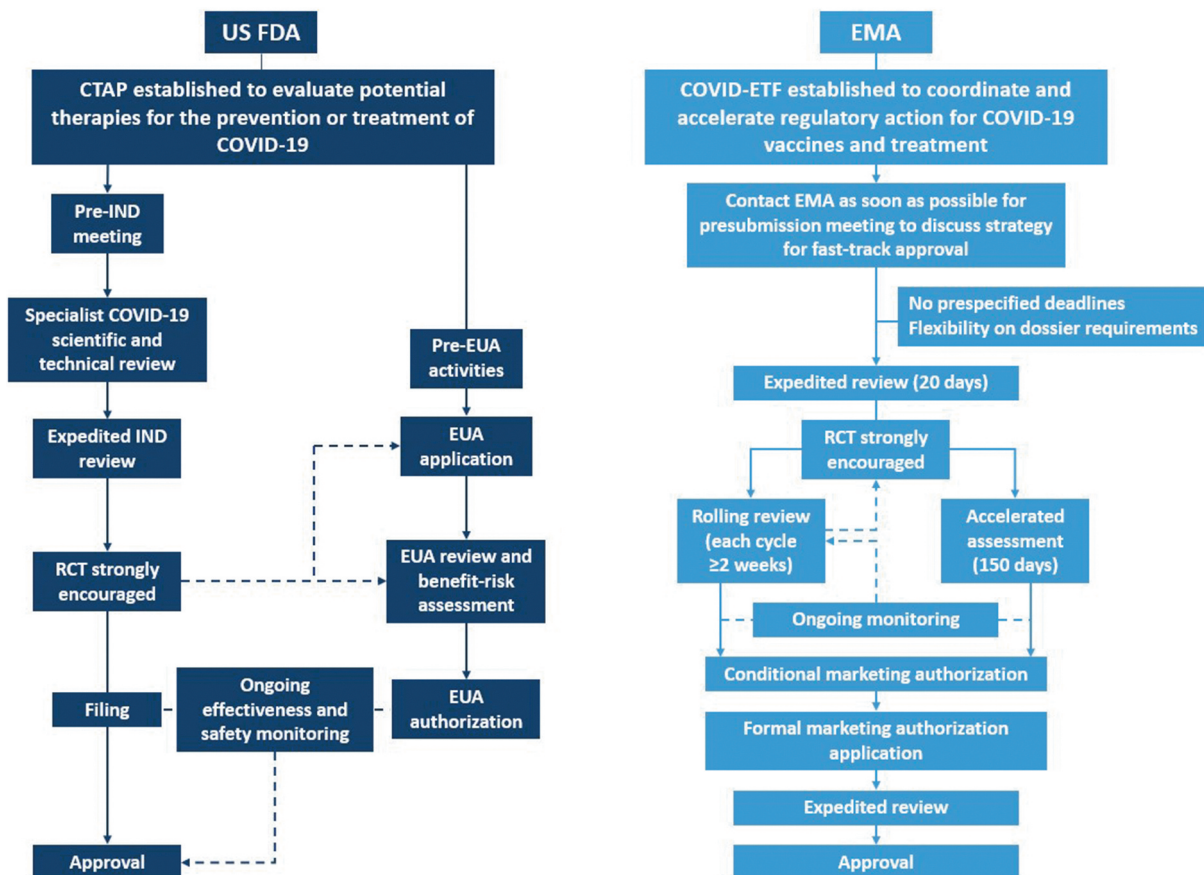 US FDA
CTAP established to evaluate potential
therapies for the prevention or treatment of
COVID-19
Pre-IND
meeting
Specialist COVID-19
scientific and
technical review
Expedited IND
review
RCT strongly
encouraged
Filing
Approval
Pre-EUA
activities
EUA
application
EUA review and
benefit-risk
assessment
EUA
authorization
Ongoing
effectiveness and
safety monitoring
EMA
COVID-ETF established to coordinate and
accelerate regulatory action for COVID-19
vaccines and treatment
Contact EMA as soon as possible for
presubmission meeting to discuss strategy
for fast-track approval
No prespecified deadlines
Flexibility on dossier requirements
Expedited review (20 days)
RCT strongly
encouraged
Rolling review
(each cycle
≥2 weeks)
Accelerated
assessment
(150 days)
Ongoing monitoring
Conditional marketing authorization
Formal marketing authorization
application
Expedited review
Approval